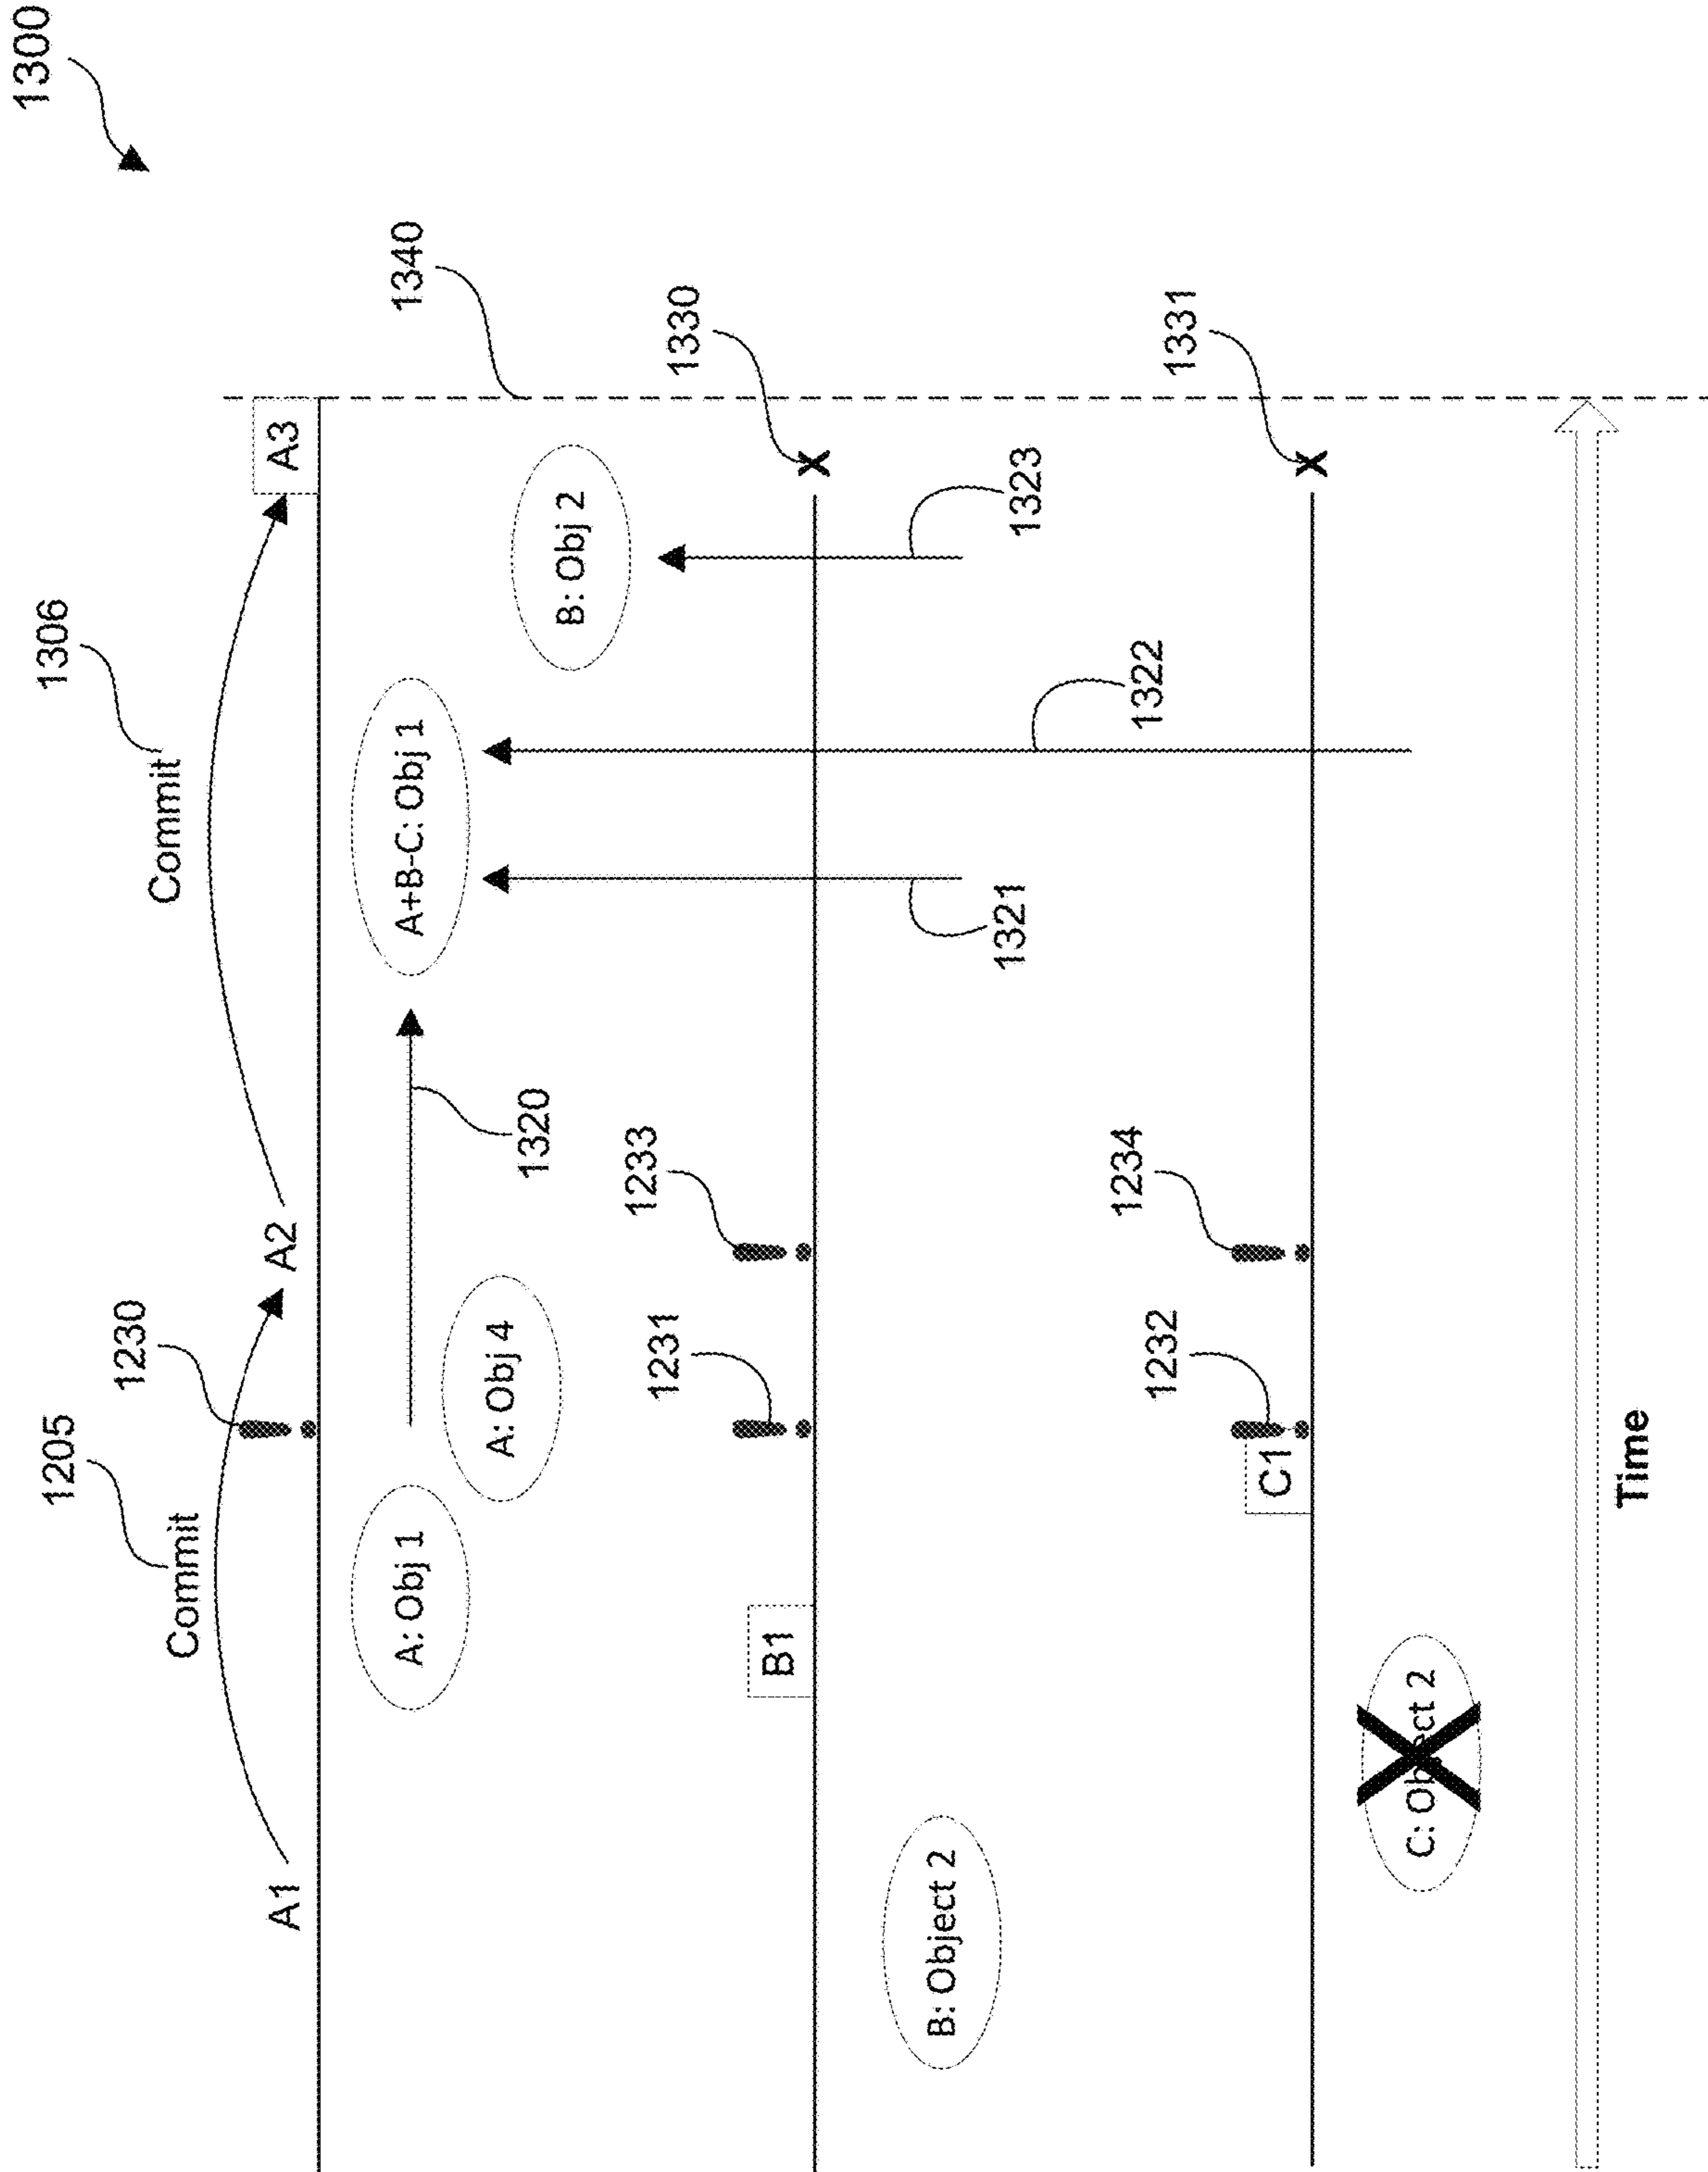 1300
1205
1306
1230
Commit
Commit
A1
A2
A3
A: Obj 1
A+B-C: Obj 1
1340
A: Obj 4
1320
B: Obj 2
1231
1233
1330
B1
X
B: Object 2
1321
1323
1232
1234
1322
1331
C1
X
C: Object 2
Time